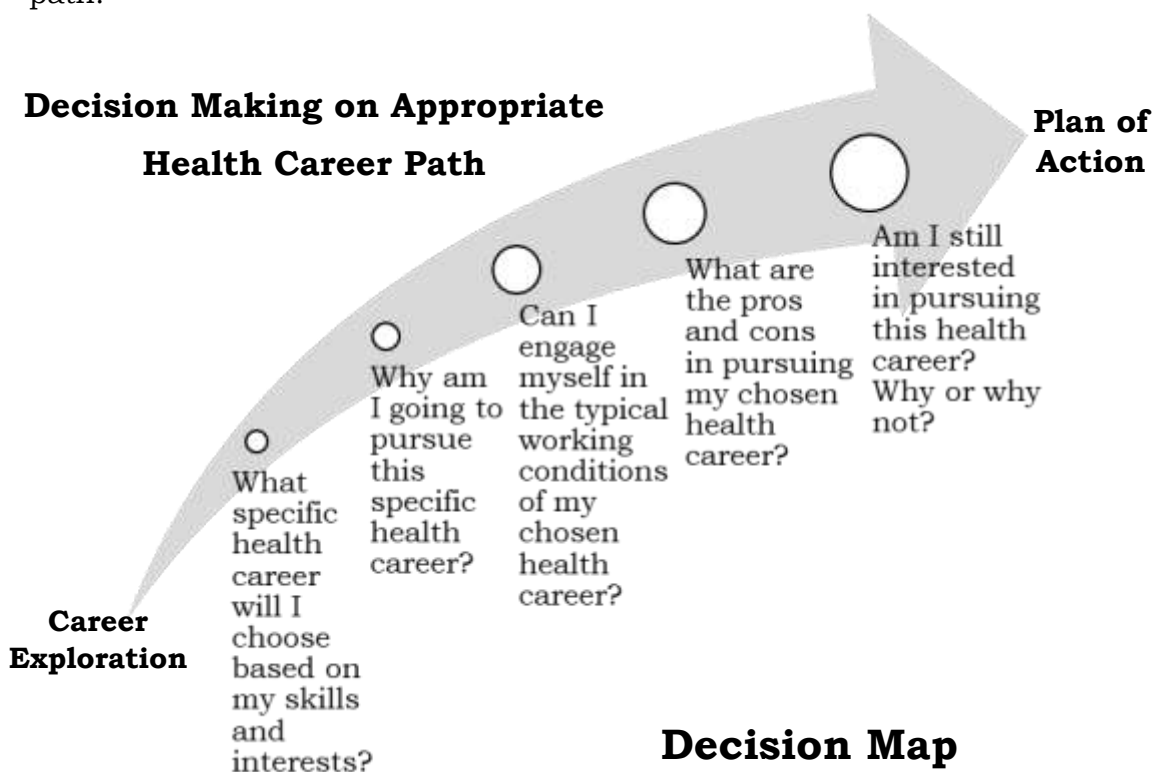 path.
Decision Making on Appropriate
Health Career Path
Plan of
Action
Career
Exploration
What
specific
health
career
will I
choose
based on
my skills
and
interests?
Why am
I going to
pursue
this
specific
health
career?
Can I
engage
myself in
the typical
working
conditions
of my
chosen
health
career?
What are
the pros
and cons
in pursuing
my chosen
health
career?
Am I still
interested
in pursuing
this health
career?
Why or why
not?
Decision Map